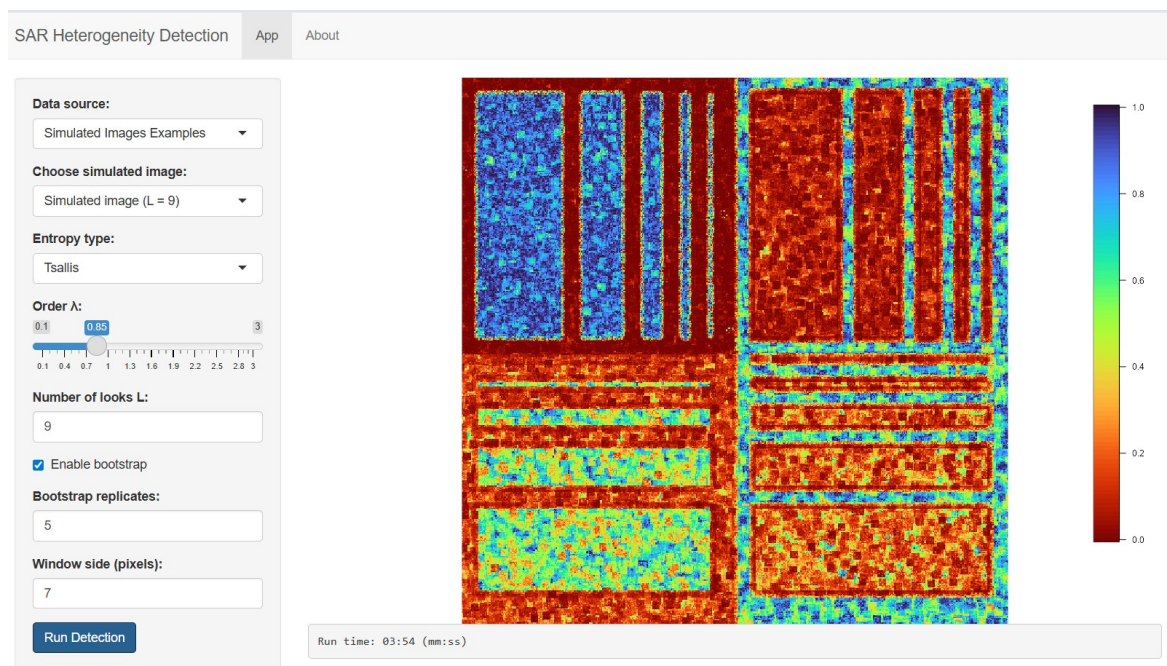 SAR Heterogeneity Detection App About
Data source:
Simulated Images Examples
Choose simulated image:
Simulated image (L = 9)
Entropy type:
Tsallis
Order λ:
0.1 0.85 3
0.1 0.4 0.7 1 1.3 1.6 1.9 2.2 2.5 2.8 3
Number of looks L:
9
Enable bootstrap
Bootstrap replicates:
5
Window side (pixels):
7
Run Detection
1.0
0.8
0.6
0.4
0.2
0.0
Run time: 03:54 (mm:ss)